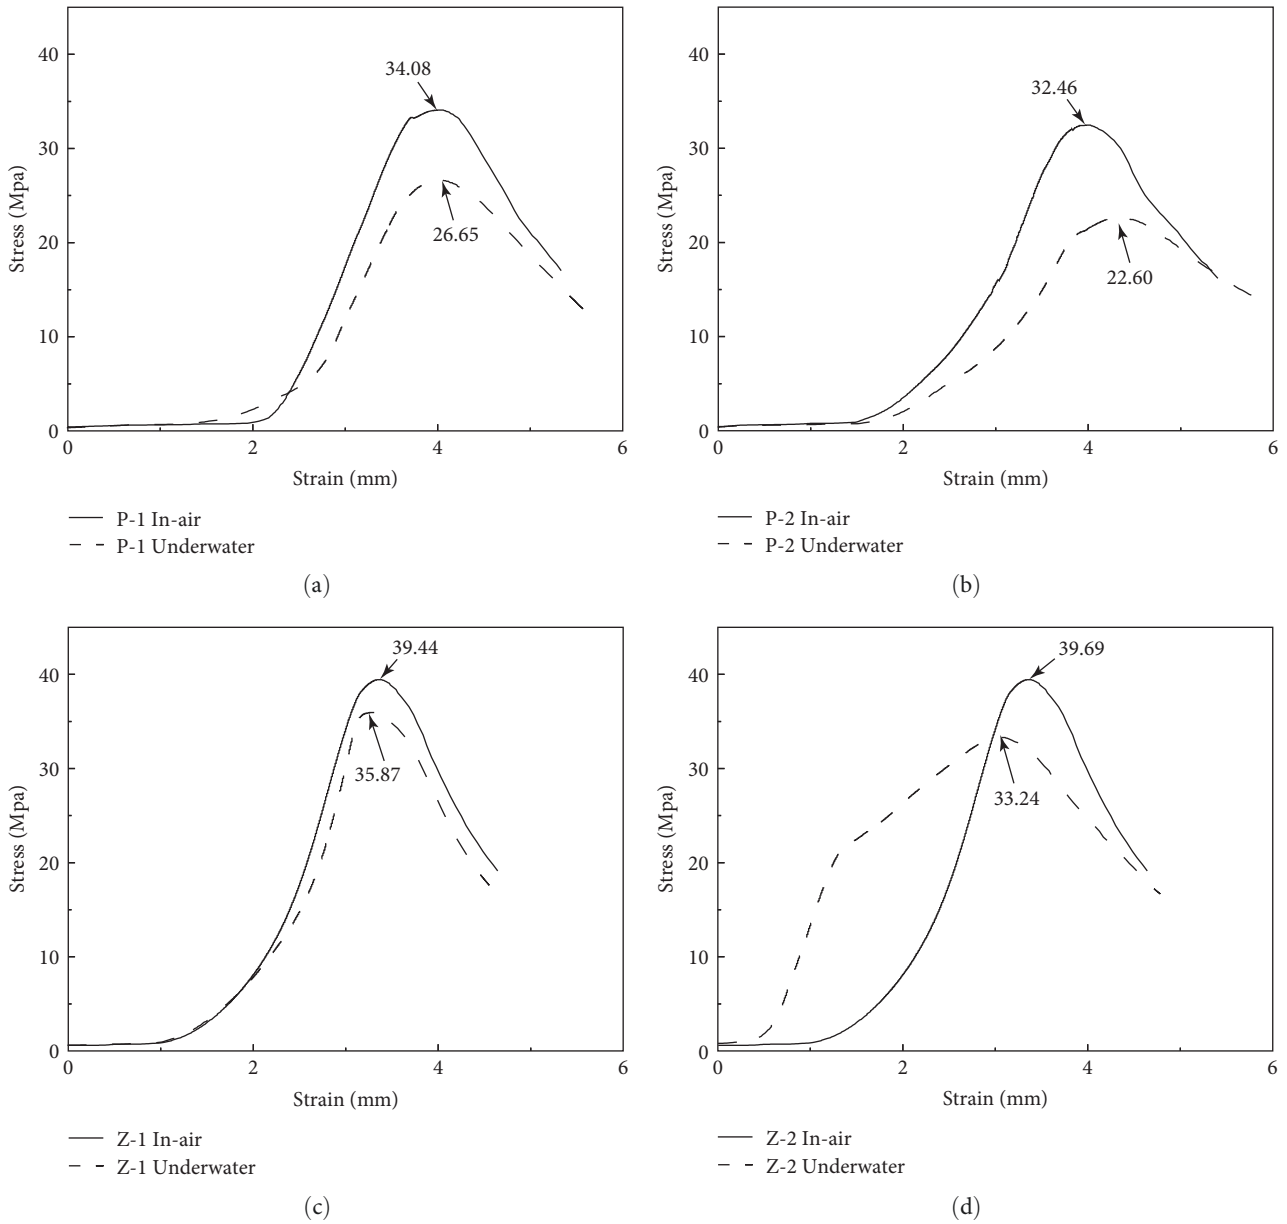 40
30
20
10
0
Stress (Mpa)
34.08
26.65
0 2 4 6
Strain (mm)
P-1 In-air
P-1 Underwater
(a)
40
30
20
10
0
Stress (Mpa)
32.46
22.60
0 2 4 6
Strain (mm)
P-2 In-air
P-2 Underwater
(b)
40
30
20
10
0
Stress (Mpa)
39.44
35.87
0 2 4 6
Strain (mm)
Z-1 In-air
Z-1 Underwater
(c)
40
30
20
10
0
Stress (Mpa)
39.69
33.24
0 2 4 6
Strain (mm)
Z-2 In-air
Z-2 Underwater
(d)